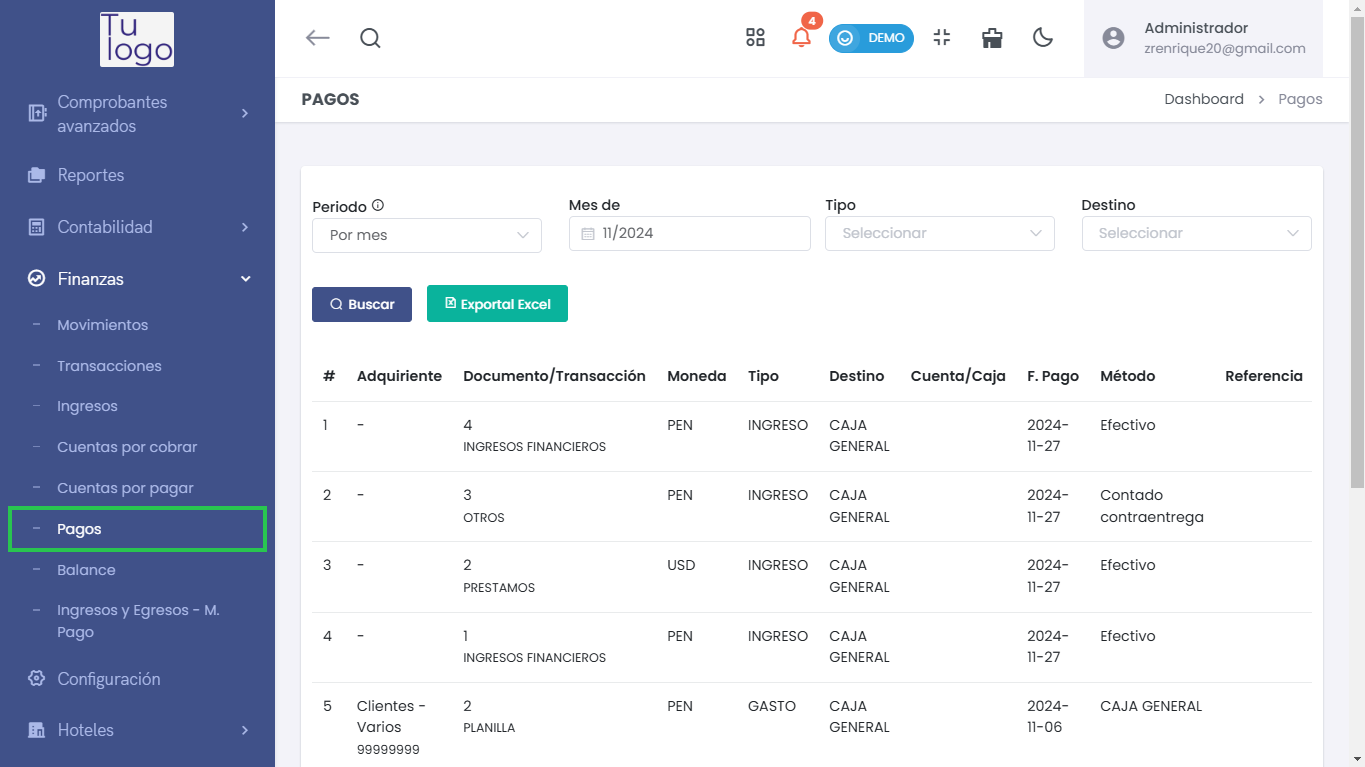 Tu
logo
Comprobantes
avanzados
Reportes
Contabilidad
Finanzas
Movimientos
Transacciones
Ingresos
Cuentas por cobrar
Cuentas por pagar
Pagos
Balance
Ingresos y Egresos - M.
Pago
Configuración
Hoteles
4
DEMO
Administrador
zrenrique20@gmail.com
PAGOS
Dashboard > Pagos
Periodo
Por mes
Mes de
11/2024
Tipo
Seleccionar
Destino
Seleccionar
Buscar
Exportal Excel
# Adquiriente Documento/Transacción Moneda Tipo Destino Cuenta/Caja F. Pago Método Referencia
1 - 4 PEN INGRESO CAJA 2024- Efectivo
INGRESOS FINANCIEROS GENERAL 11-27
2 - 3 PEN INGRESO CAJA 2024- Contado
OTROS GENERAL 11-27 contraentrega
3 - 2 USD INGRESO CAJA 2024- Efectivo
PRESTAMOS GENERAL 11-27
4 - 1 PEN INGRESO CAJA 2024- Efectivo
INGRESOS FINANCIEROS GENERAL 11-27
5 Clientes - 2 PEN GASTO CAJA 2024- CAJA GENERAL
Varios PLANILLA GENERAL 11-06
99999999